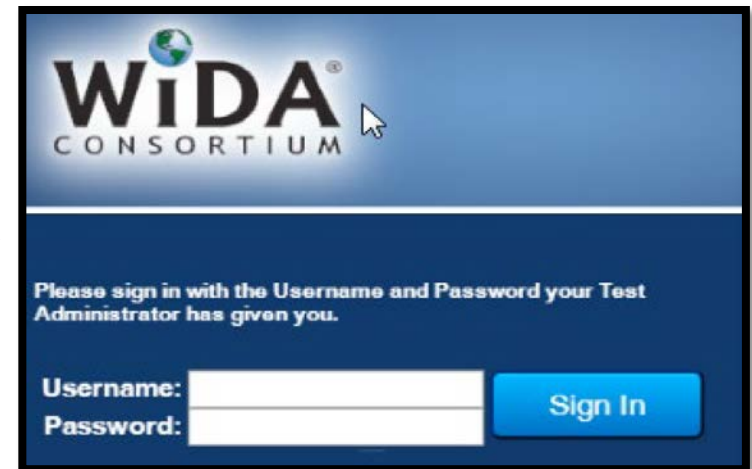 WiDA®
CONSORTIUM
Please sign in with the Username and Password your Test
Administrator has given you.
Username:
Sign In
Password: